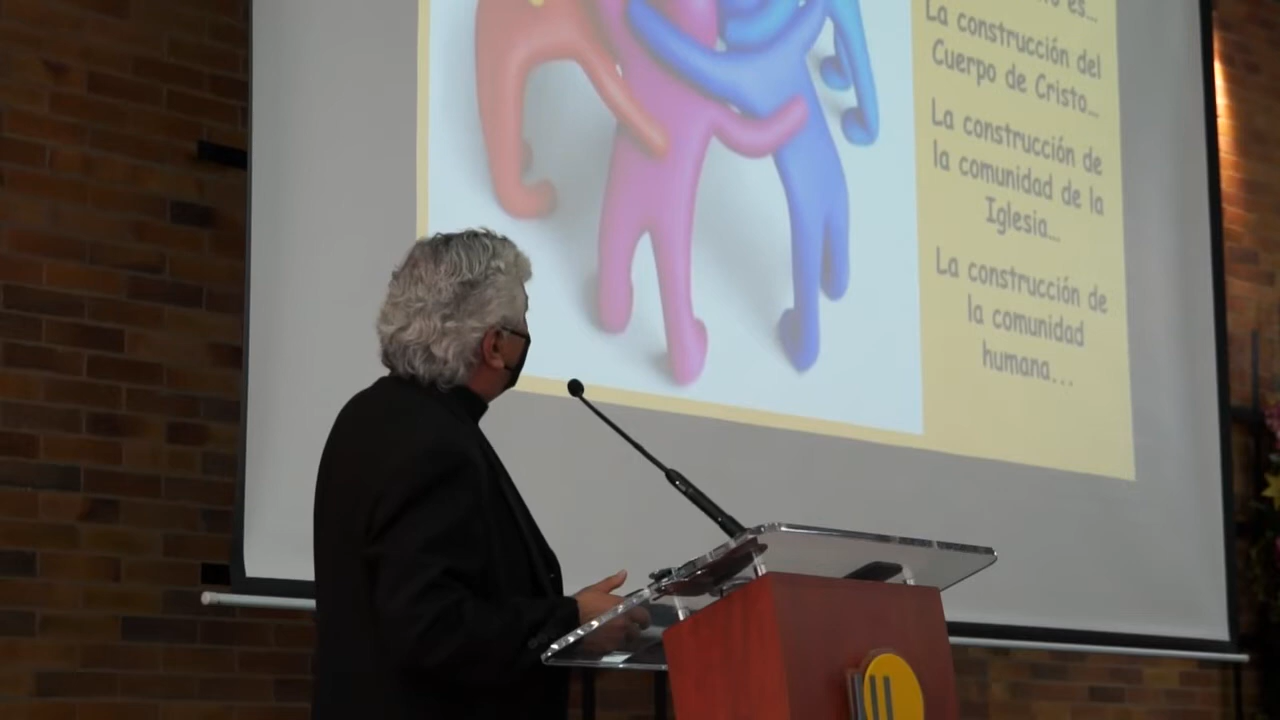 es...
La construcción del
Cuerpo de Cristo...
La construcción de
la comunidad de la
Iglesia...
La construcción de
la comunidad
humana...